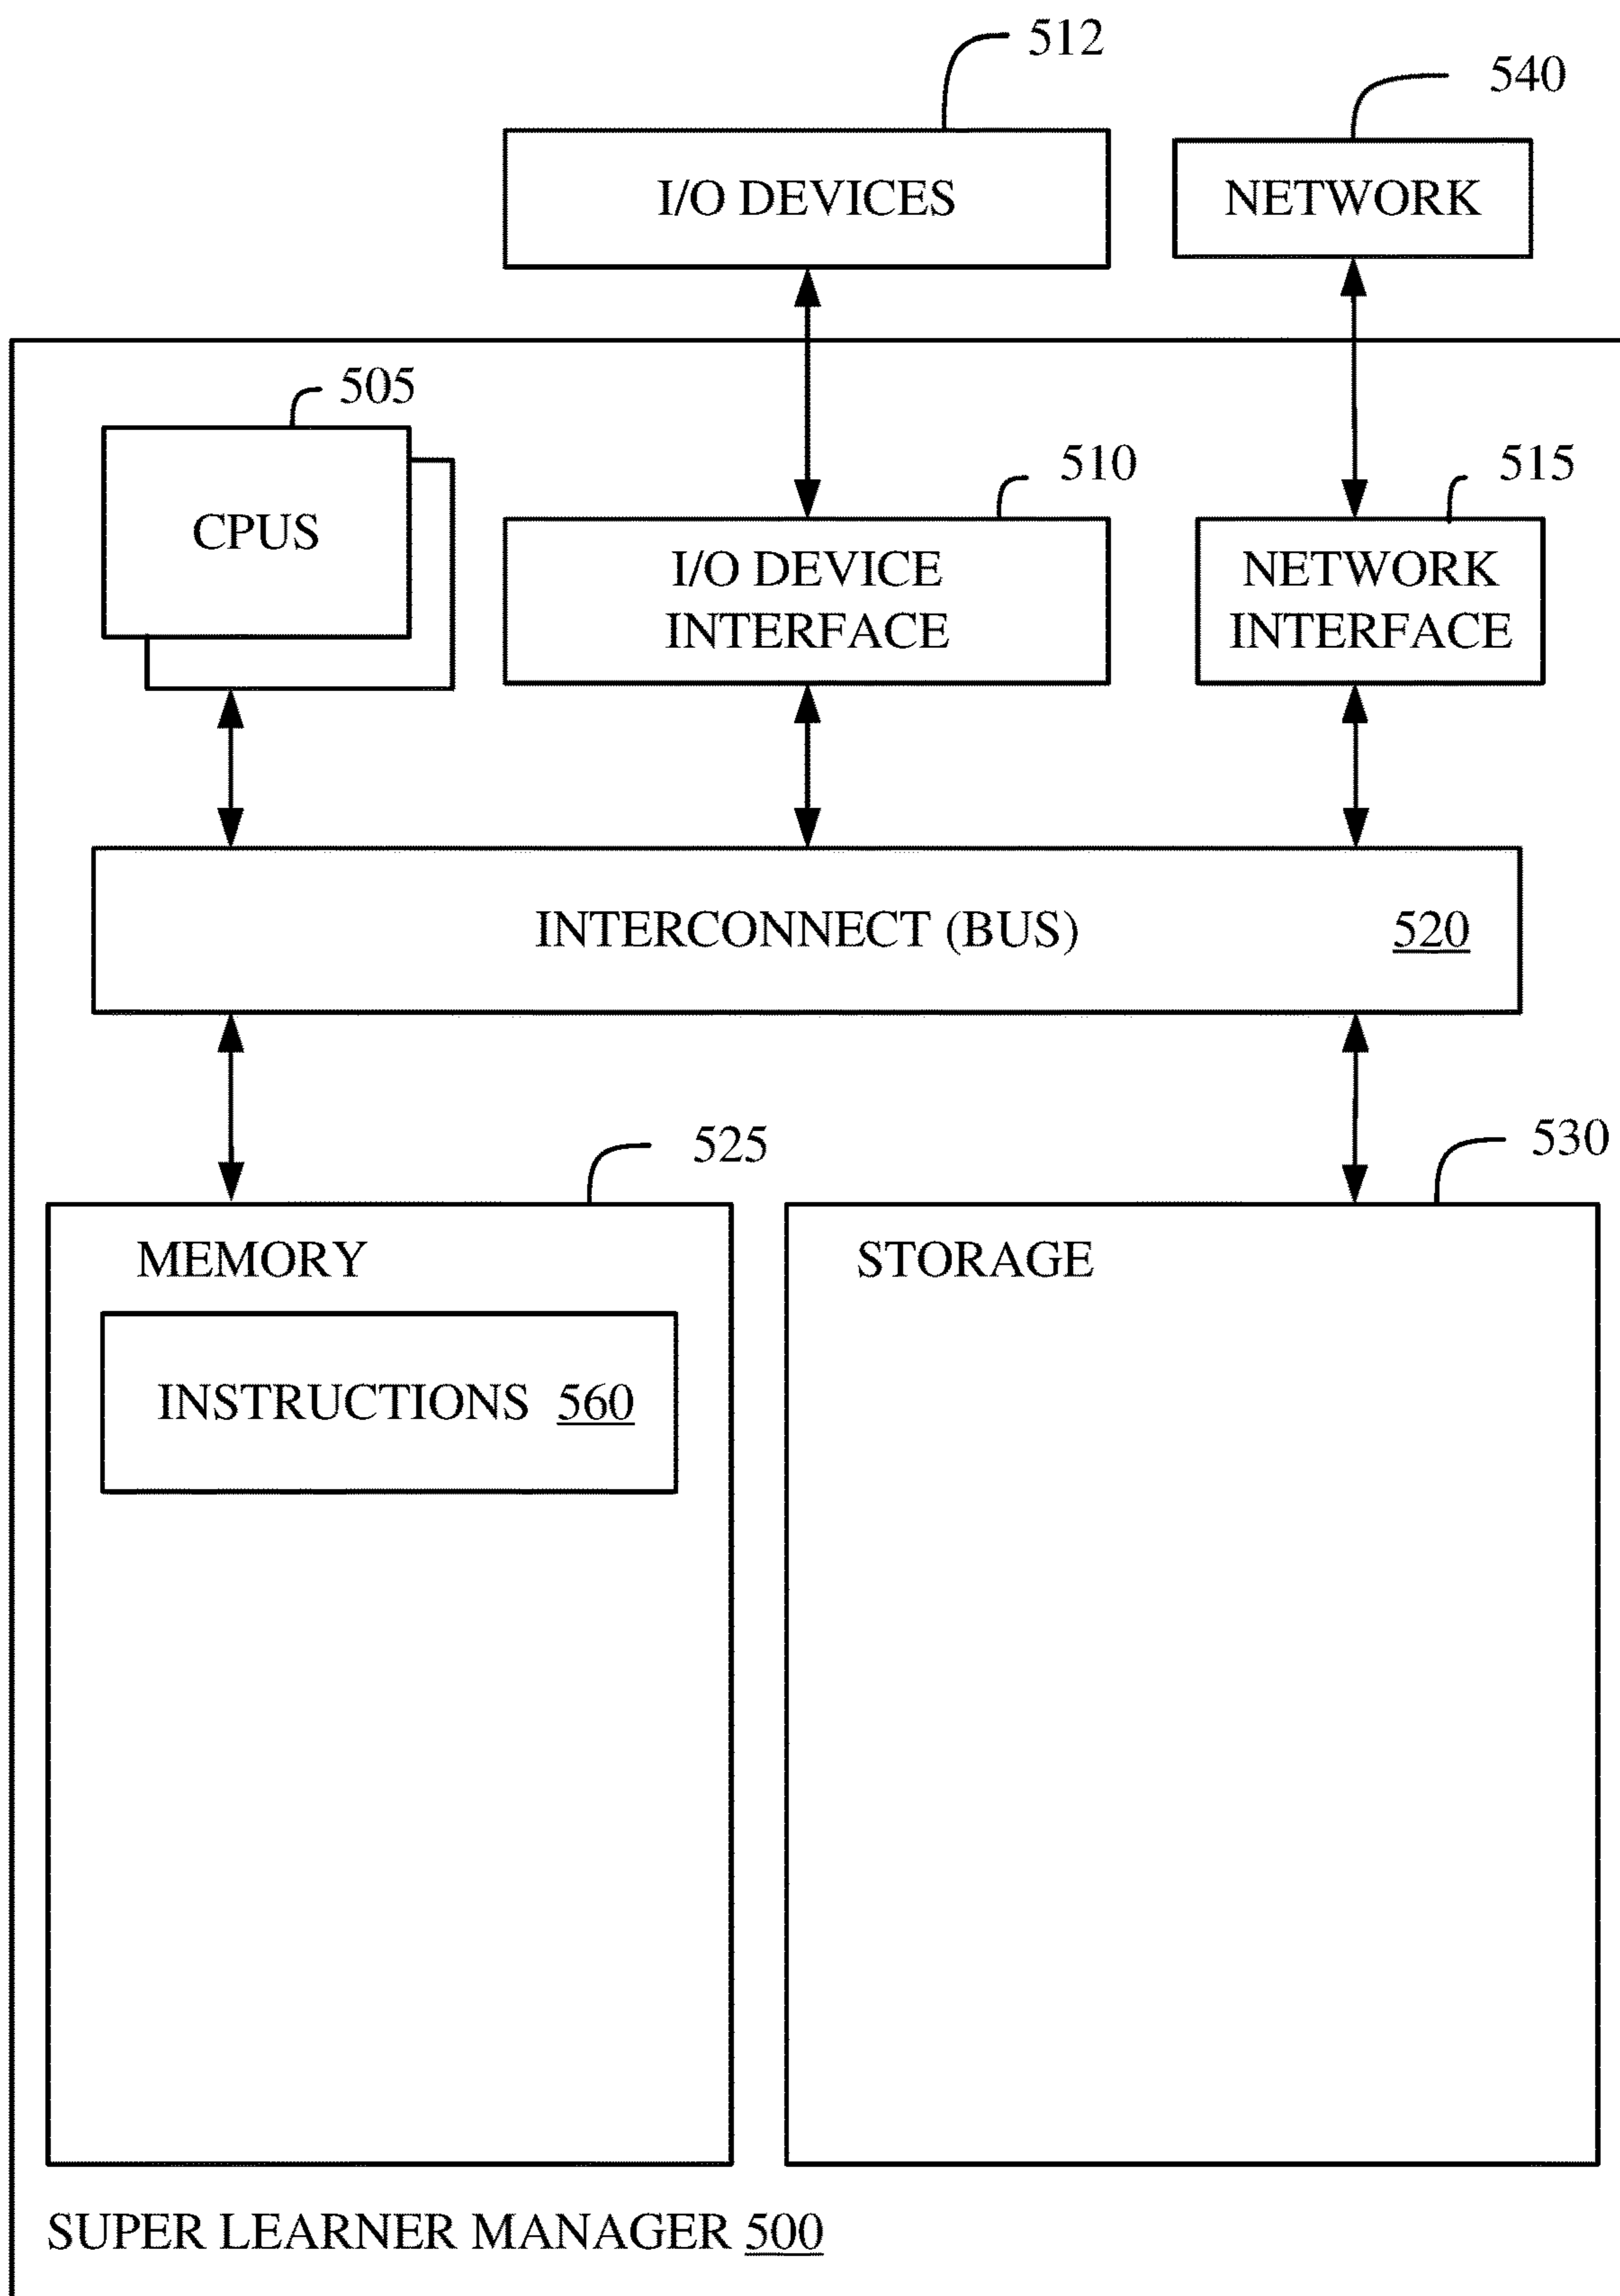 512
540
I/O DEVICES
NETWORK
505
510
515
CPUS
I/O DEVICE
INTERFACE
NETWORK
INTERFACE
INTERCONNECT (BUS) 520
525
530
MEMORY
STORAGE
INSTRUCTIONS 560
SUPER LEARNER MANAGER 500